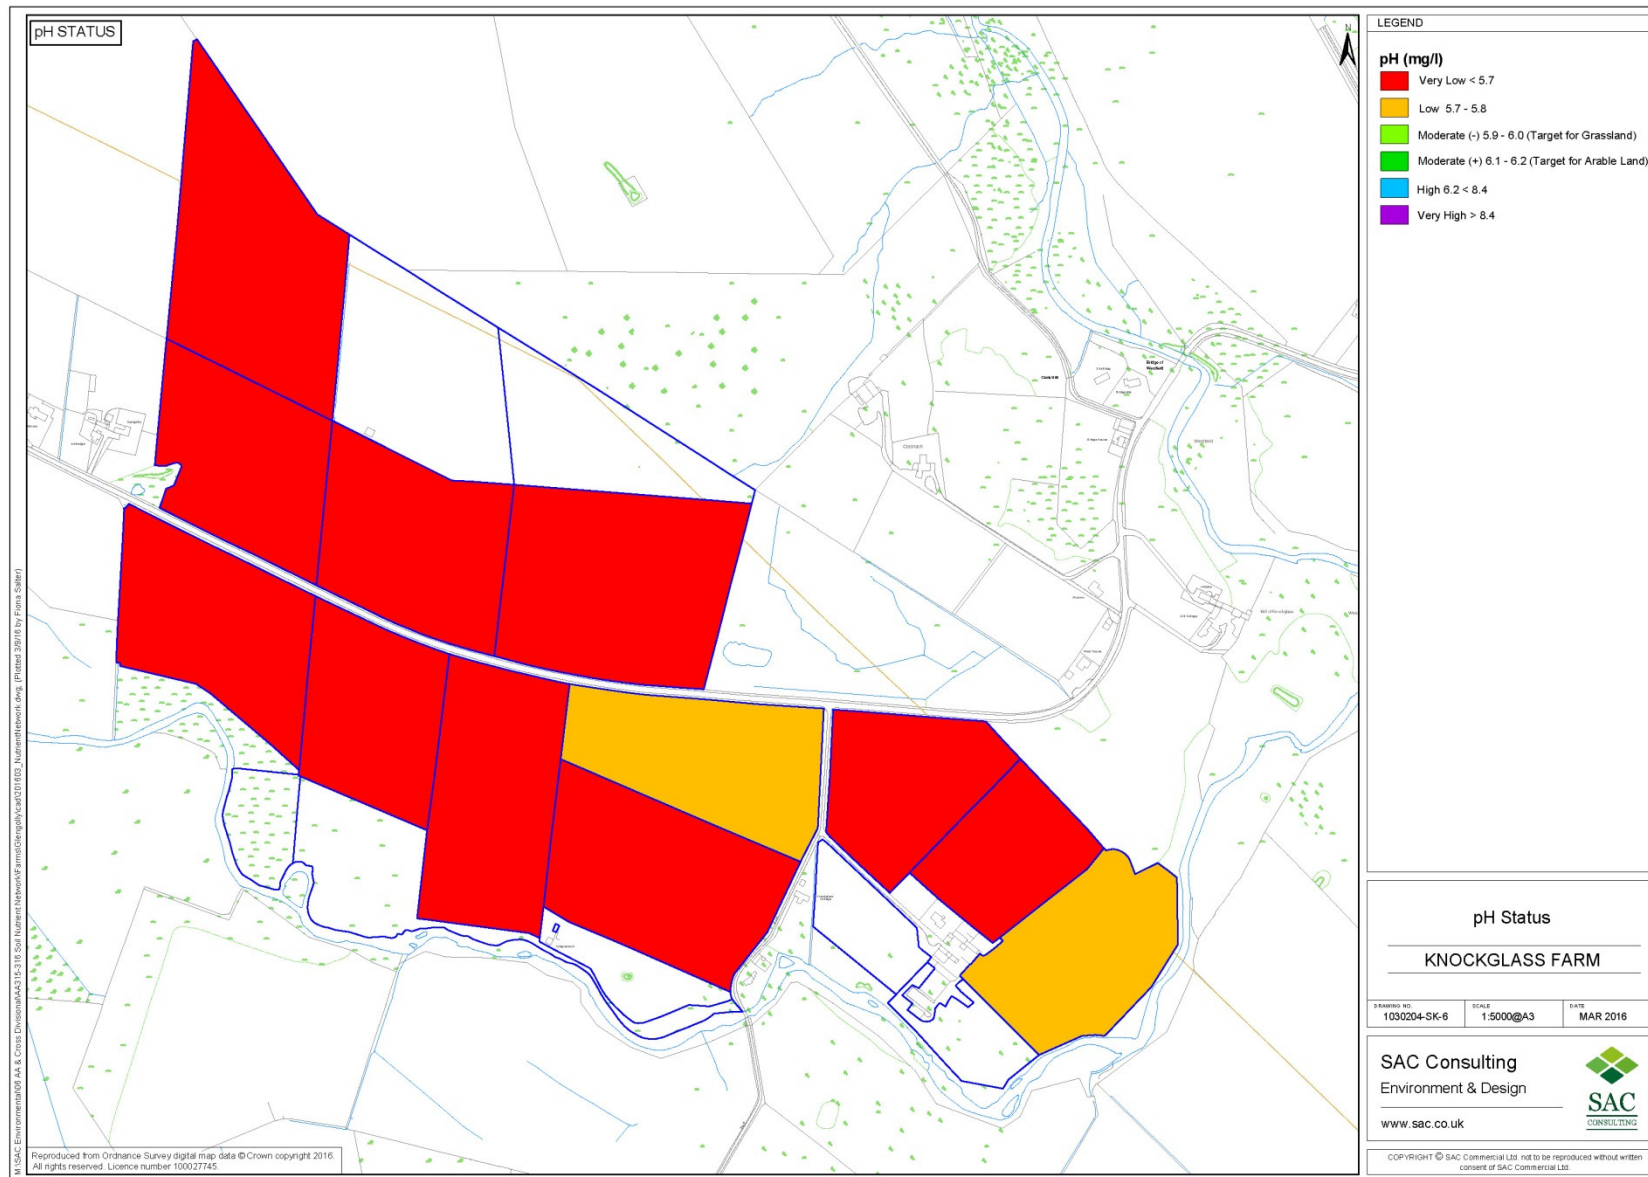 pH STATUS
N
LEGEND
pH (mg/l)
Very Low < 5.7
Low 5.7 - 5.8
Moderate (-) 5.9 - 6.0 (Target for Grassland)
Moderate (+) 6.1 - 6.2 (Target for Arable Land)
High 6.2 < 8.4
Very High > 8.4
pH Status
KNOCKGLASS FARM
DRAWING NO.
1030204-SK-6
SCALE
1:5000@A3
DATE
MAR 2016
SAC Consulting
Environment & Design
www.sac.co.uk
SAC
CONSULTING
COPYRIGHT © SAC Commercial Ltd. not to be reproduced without written
consent of SAC Commercial Ltd.
Reproduced from Ordnance Survey digital map data © Crown copyright 2016.
All rights reserved. Licence number 100027745.